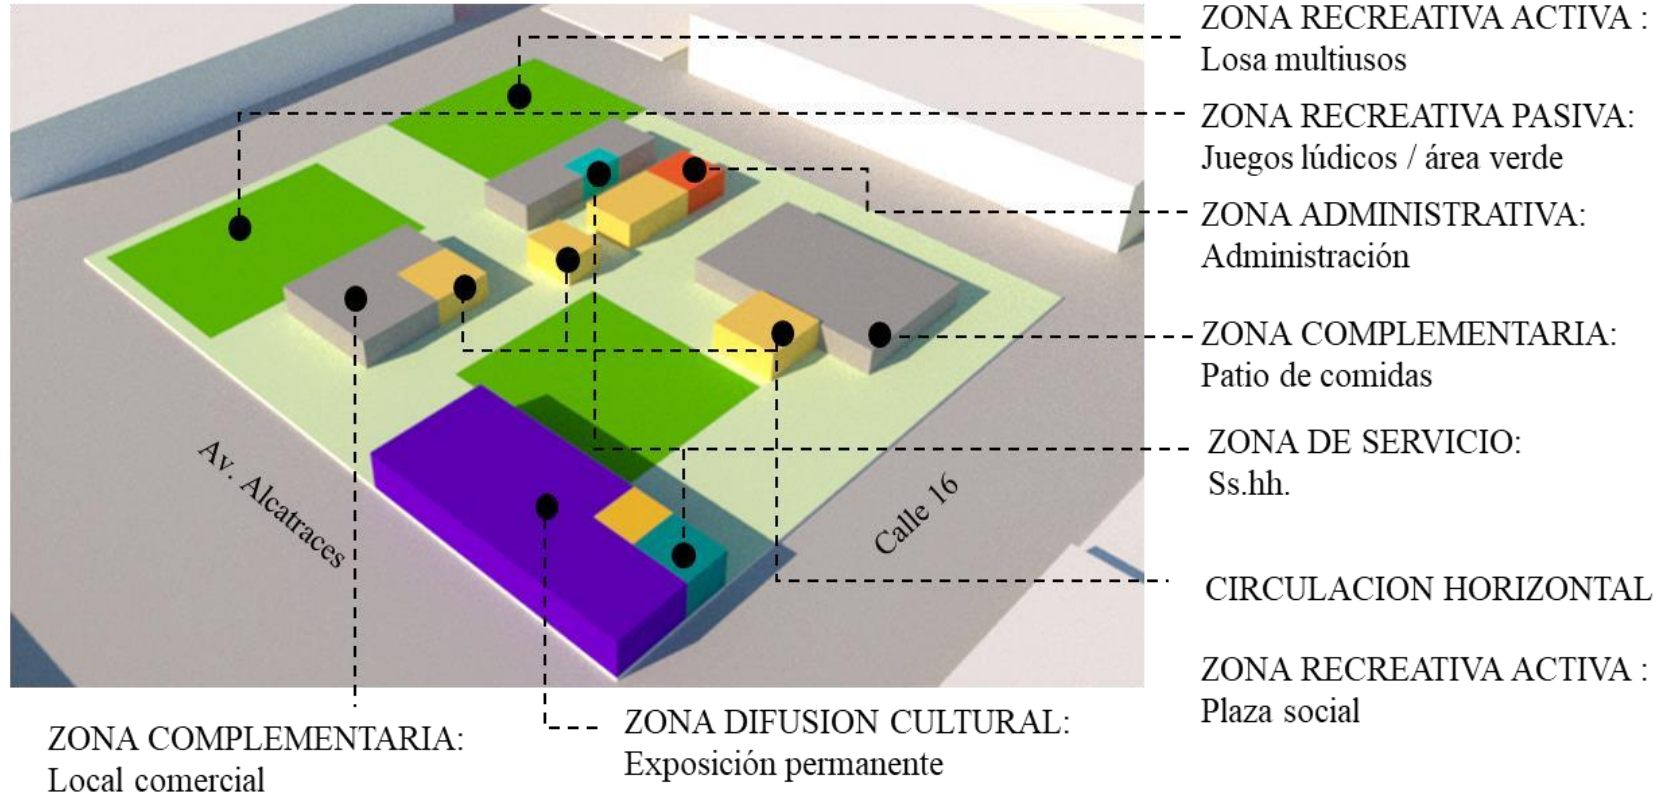 ZONA RECREATIVA ACTIVA :
Losa multiusos
ZONA RECREATIVA PASIVA:
Juegos lúdicos / área verde
ZONA ADMINISTRATIVA:
Administración
ZONA COMPLEMENTARIA:
Patio de comidas
ZONA DE SERVICIO:
Ss.hh.
CIRCULACION HORIZONTAL
ZONA RECREATIVA ACTIVA :
Plaza social
Av. Alcatraces
Calle 16
ZONA COMPLEMENTARIA:
Local comercial
ZONA DIFUSION CULTURAL:
Exposición permanente